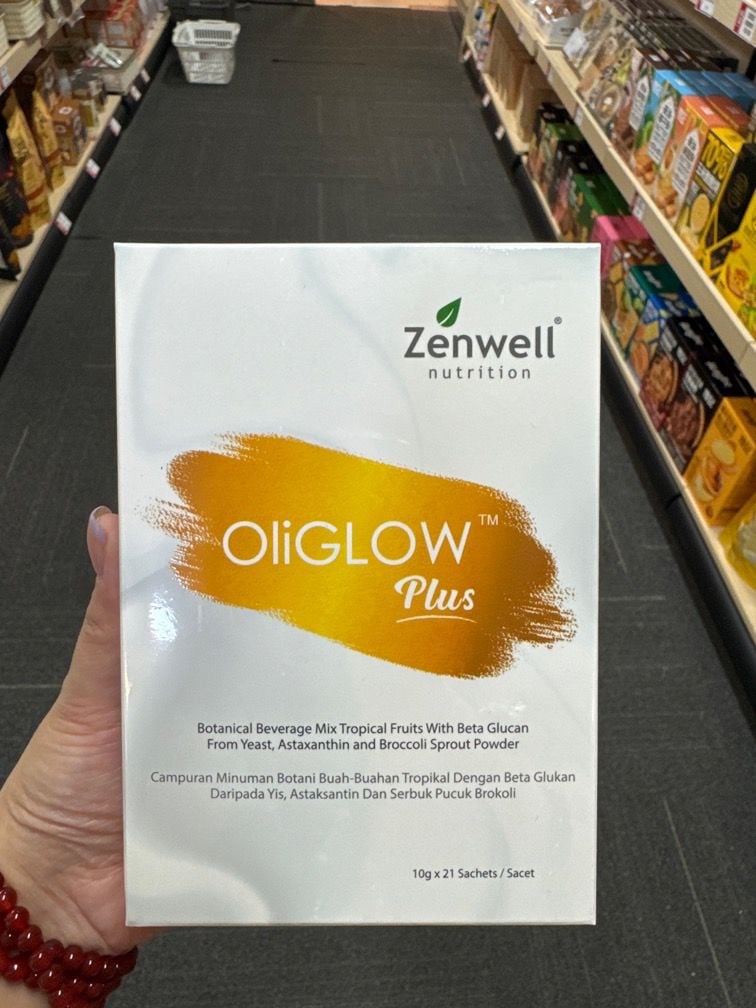 Zenwell®
nutrition
OliGLOW™
Plus
Botanical Beverage Mix Tropical Fruits With Beta Glucan
From Yeast, Astaxanthin and Broccoli Sprout Powder
Campuran Minuman Botani Buah-Buahan Tropikal Dengan Beta Glukan
Daripada Yis, Astaksantin Dan Serbuk Pucuk Brokoli
10g x 21 Sachets / Sacet